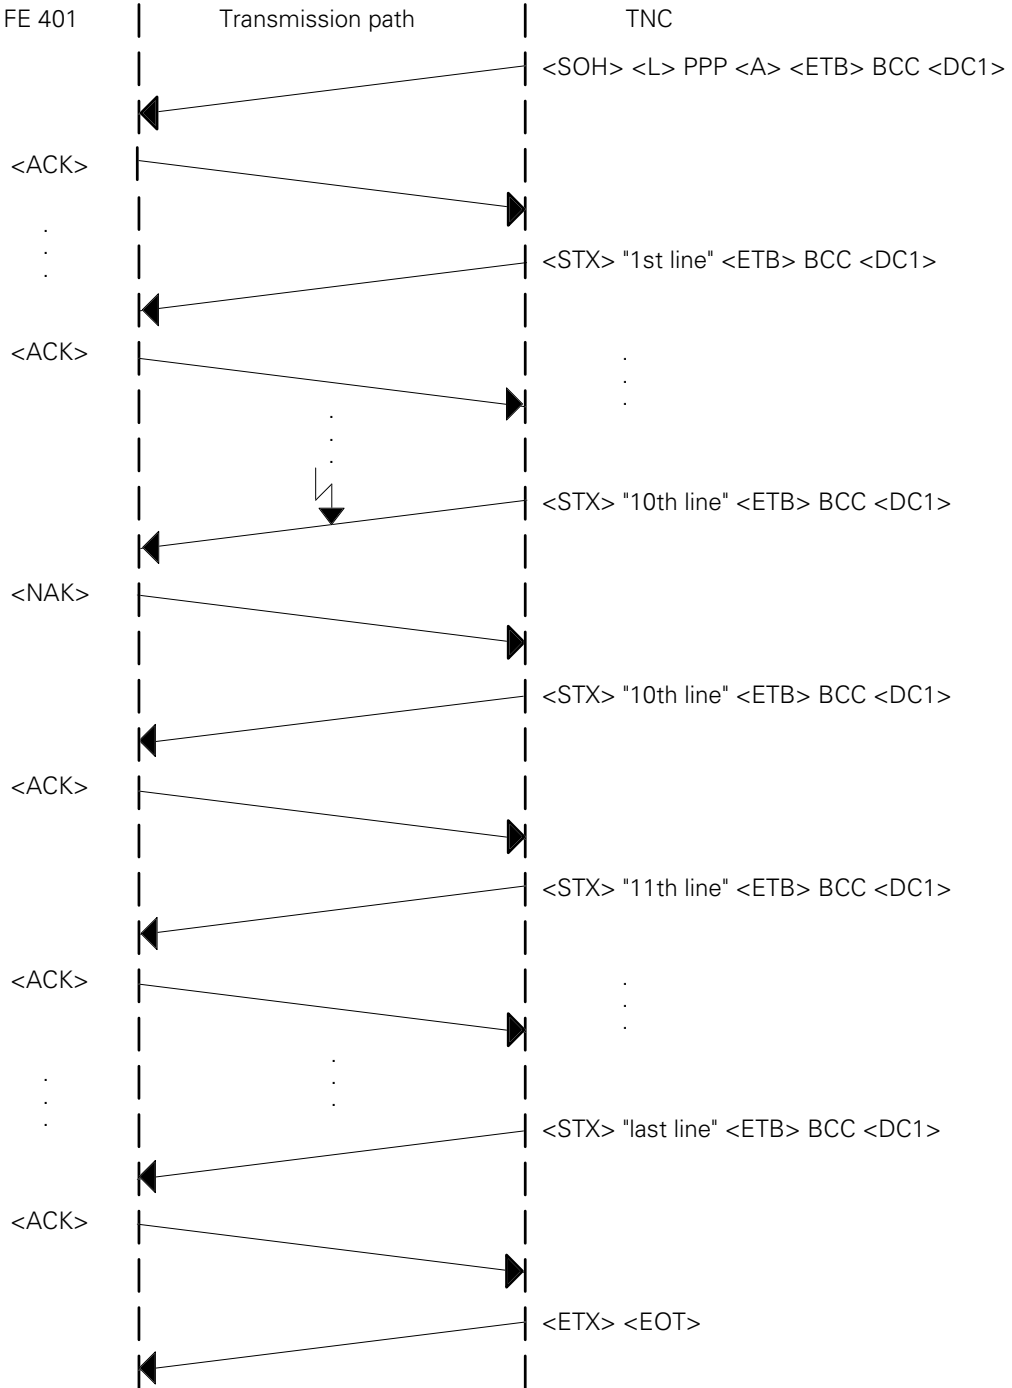 FE 401 Transmission path TNC
<SOH> <L> PPP <A> <ETB> BCC <DC1>
<ACK>
<STX> "1st line" <ETB> BCC <DC1>
<ACK>
<STX> "10th line" <ETB> BCC <DC1>
<NAK>
<STX> "10th line" <ETB> BCC <DC1>
<ACK>
<STX> "11th line" <ETB> BCC <DC1>
<ACK>
<STX> "last line" <ETB> BCC <DC1>
<ACK>
<ETX> <EOT>